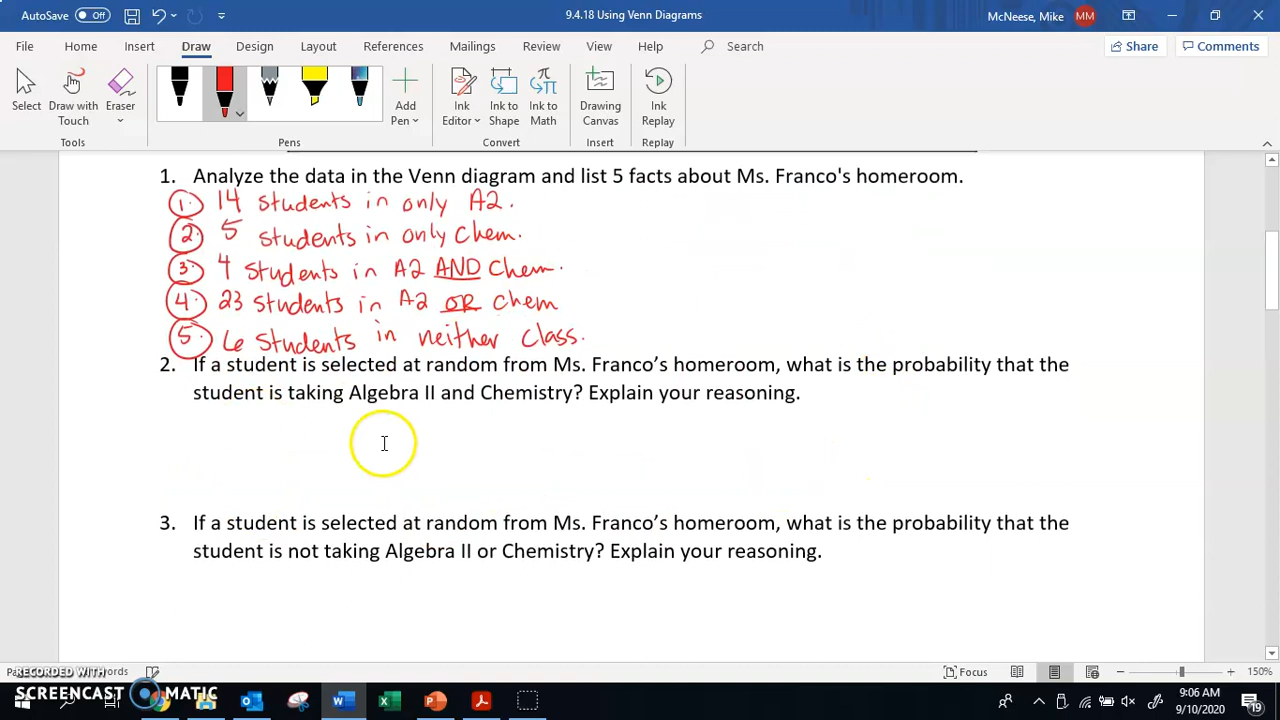 AutoSave Off 9.4.18 Using Venn Diagrams McNeese, Mike MM
File Home Insert Draw Design Layout References Mailings Review View Help Search Share Comments
Select Draw with Touch Eraser Add Pen Ink Editor Ink to Shape Ink to Math Drawing Canvas Ink Replay
Tools Pens Convert Insert Replay
1. Analyze the data in the Venn diagram and list 5 facts about Ms. Franco's homeroom.
1. 14 students in only A2.
2. 5 students in only Chem.
3. 4 students in A2 AND Chem.
4. 23 students in A2 OR Chem
5. 6 students in neither class.
2. If a student is selected at random from Ms. Franco’s homeroom, what is the probability that the
student is taking Algebra II and Chemistry? Explain your reasoning.
3. If a student is selected at random from Ms. Franco’s homeroom, what is the probability that the
student is not taking Algebra II or Chemistry? Explain your reasoning.
RECORDED WITH words Focus 150%
SCREENCAST MATIC 9:06 AM
9/10/2020 19